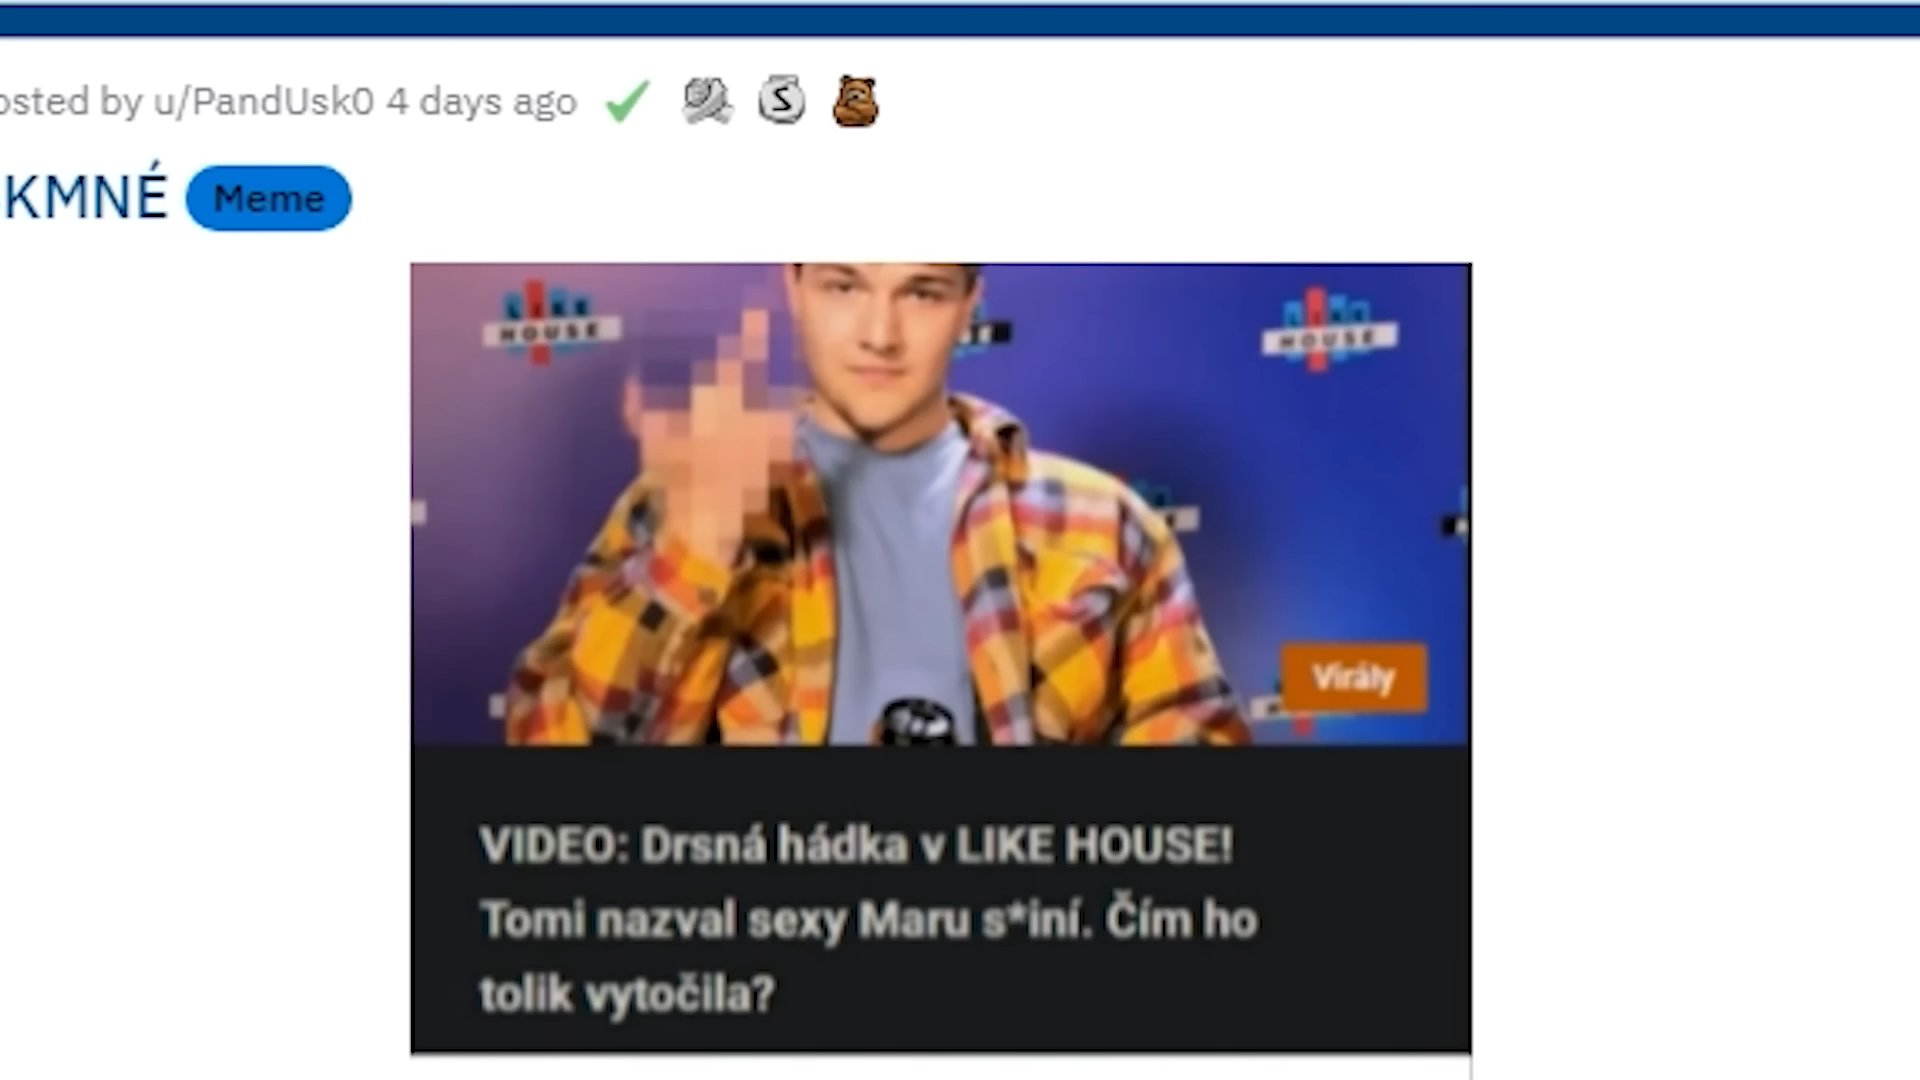 osted by u/PandUsk0 4 days ago
KMNÉ Meme
LIKE HOUSE
LIKE HOUSE
Virály
VIDEO: Drsná hádka v LIKE HOUSE!
Tomi nazval sexy Maru s*iní. Čím ho
tolik vytočila?